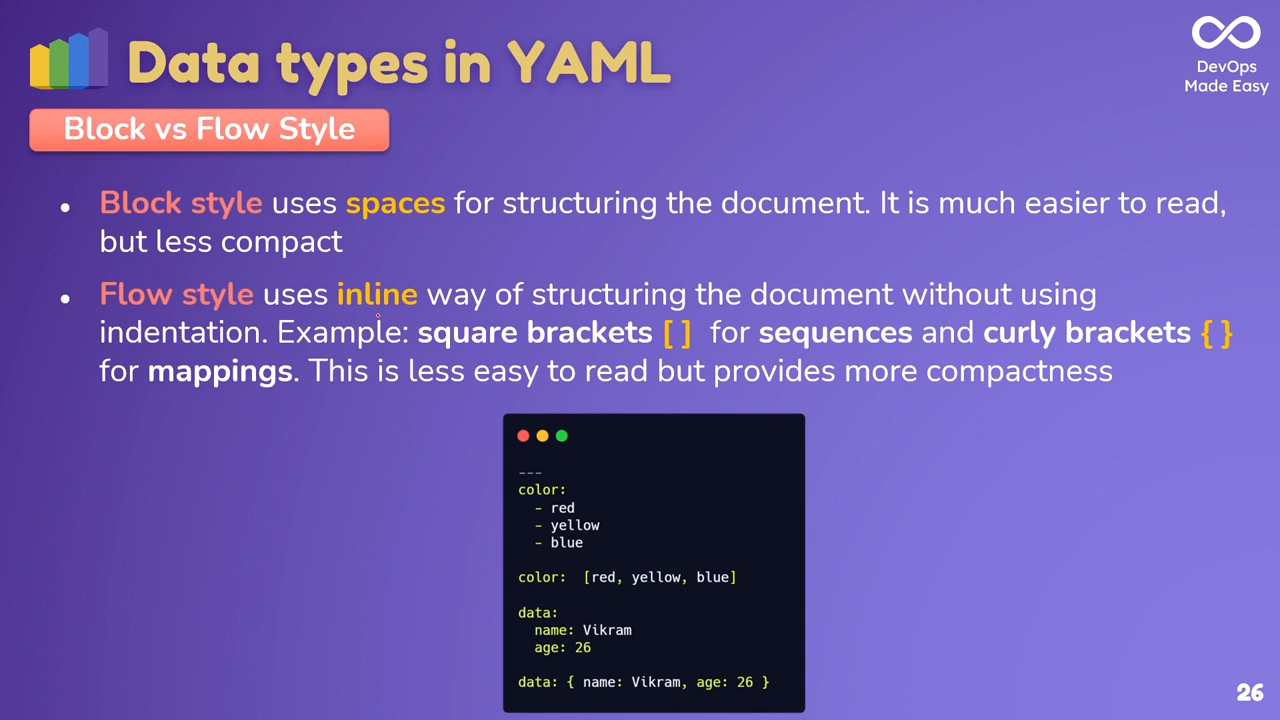 Data types in YAML
DevOps
Made Easy
Block vs Flow Style
• Block style uses spaces for structuring the document. It is much easier to read,
but less compact
• Flow style uses inline way of structuring the document without using
indentation. Example: square brackets [ ]  for sequences and curly brackets { }
for mappings. This is less easy to read but provides more compactness
---
color:
  - red
  - yellow
  - blue
color:  [red, yellow, blue]
data:
  name: Vikram
  age: 26
data: { name: Vikram, age: 26 }
26